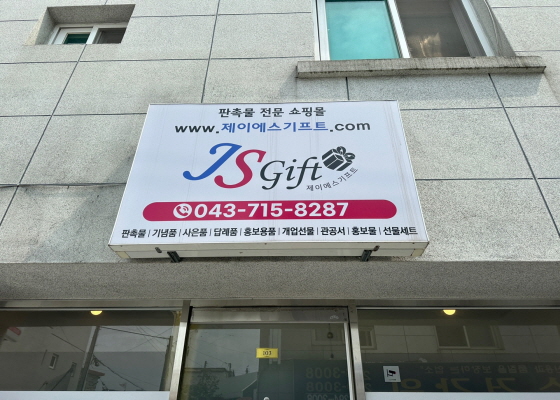 판촉물 전문 쇼핑몰
www.제이에스기프트.com
JS Gift
제이에스기프트
043-715-8287
판촉물 | 기념품 | 사은품 | 답례품 | 홍보용품 | 개업선물 | 관공서 | 홍보물 | 선물세트